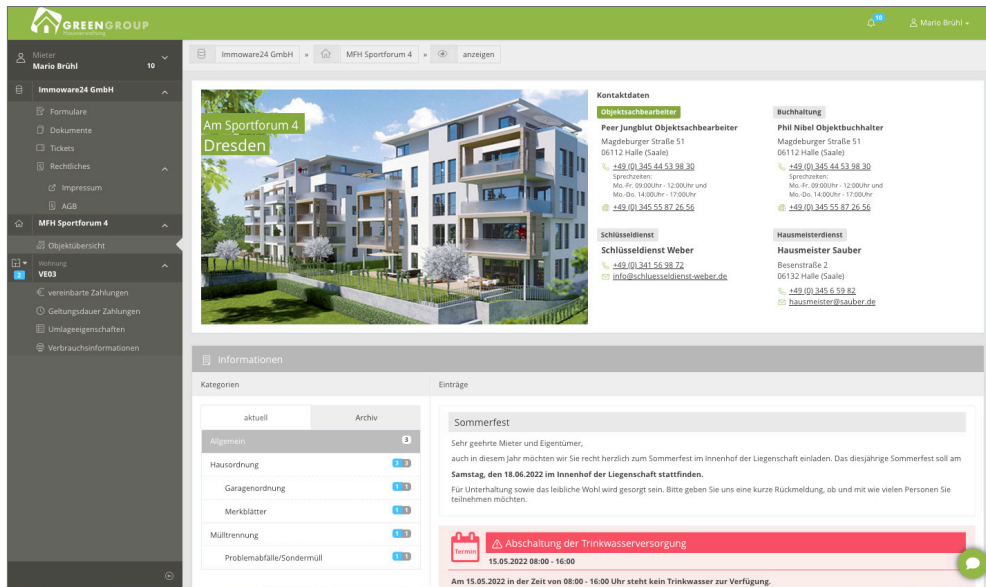 GREENGROUP
Hausverwaltung
10
Mario Brühl
Mieter
Mario Brühl
10
Immoware24 GmbH » MFH Sportforum 4 » anzeigen
Immoware24 GmbH
Formulare
Dokumente
Tickets
Rechtliches
Impressum
AGB
MFH Sportforum 4
Objektübersicht
Wohnung
2
VE03
vereinbarte Zahlungen
Geltungsdauer Zahlungen
Umlageeigenschaften
Verbrauchsinformationen
Am Sportforum 4
Dresden
Kontaktdaten
Objektsachbearbeiter
Peer Jungblut Objektsachbearbeiter
Magdeburger Straße 51
06112 Halle (Saale)
+49 (0) 345 44 53 98 30
Sprechzeiten:
Mo.-Fr. 09:00Uhr - 12:00Uhr und
Mo.-Do. 14:00Uhr - 17:00Uhr
+49 (0) 345 55 87 26 56
Buchhaltung
Phil Nibel Objektbuchhalter
Magdeburger Straße 51
06112 Halle (Saale)
+49 (0) 345 44 53 98 30
Sprechzeiten:
Mo.-Fr. 09:00Uhr - 12:00Uhr und
Mo.-Do. 14:00Uhr - 17:00Uhr
+49 (0) 345 55 87 26 56
Schlüsseldienst
Schlüsseldienst Weber
+49 (0) 341 56 98 72
info@schluesseldienst-weber.de
Hausmeisterdienst
Hausmeister Sauber
Besenstraße 2
06132 Halle (Saale)
+49 (0) 345 6 59 82
hausmeister@sauber.de
Informationen
Kategorien
aktuell
Archiv
Allgemein 3
Hausordnung 3 3
Garagenordnung 1 1
Merkblätter 1 1
Mülltrennung 1 1
Problemabfälle/Sondermüll 1 1
Einträge
Sommerfest
Sehr geehrte Mieter und Eigentümer,
auch in diesem Jahr möchten wir Sie recht herzlich zum Sommerfest im Innenhof der Liegenschaft einladen. Das diesjährige Sommerfest soll am
Samstag, den 18.06.2022 im Innenhof der Liegenschaft stattfinden.
Für Unterhaltung sowie das leibliche Wohl wird gesorgt sein. Bitte geben Sie uns eine kurze Rückmeldung, ob und mit wie vielen Personen Sie
teilnehmen möchten.
Termin
Abschaltung der Trinkwasserversorgung
15.05.2022 08:00 - 16:00
Am 15.05.2022 in der Zeit von 08:00 - 16:00 Uhr steht kein Trinkwasser zur Verfügung.